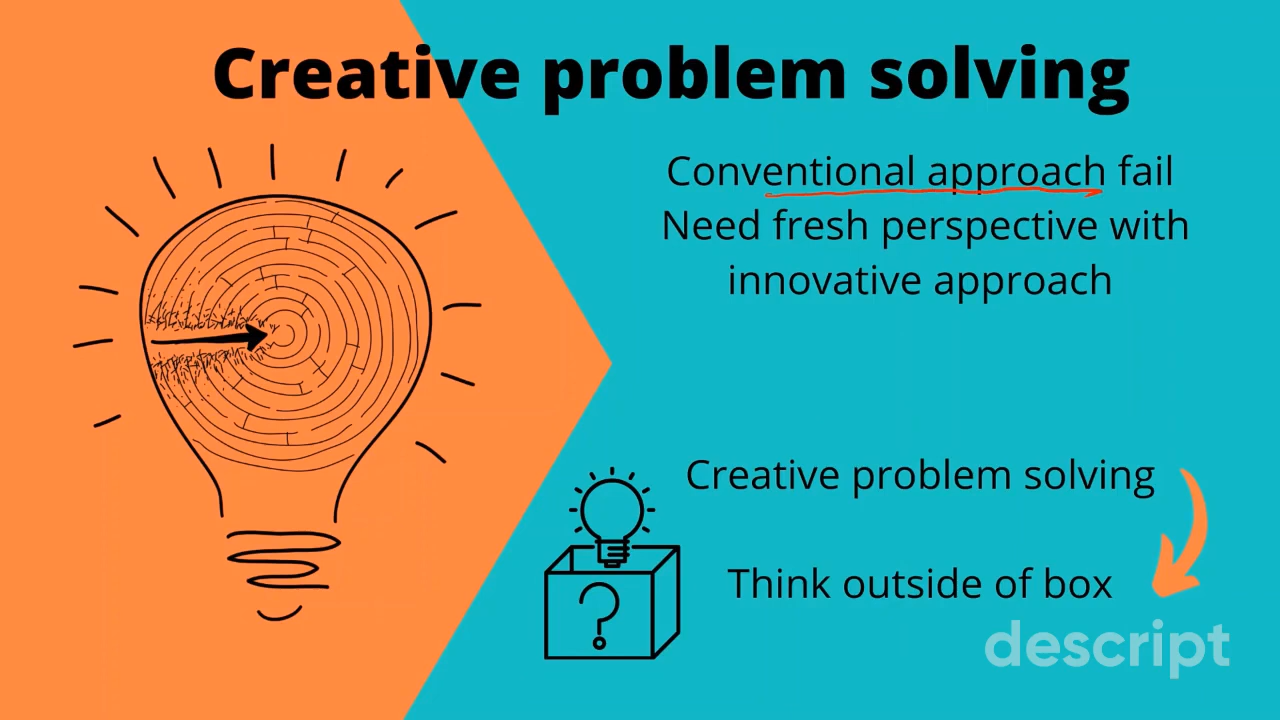 Creative problem solving
Conventional approach fail
Need fresh perspective with
innovative approach
Creative problem solving
Think outside of box
?
descript